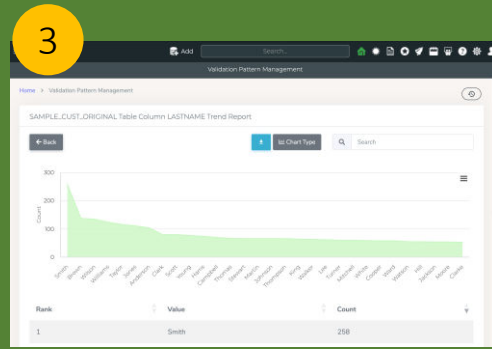 3
Add
Search...
Validation Pattern Management
Home > Validation Pattern Management
SAMPLE_CUST_ORIGINAL Table Column LASTNAME Trend Report
Back
Chart Type
Search
300
200
100
0
Count
Smith
Brown
Wilson
Williams
Taylor
Jones
Anderson
Clark
Scott
Young
Harris
Campbell
Thomas
Stewart
Martin
Johnson
Thompson
King
Walker
Lee
Turner
Mitchell
White
Cooper
Ward
Watson
Hill
Jackson
Moore
Clarke
Rank Value Count
1 Smith 258